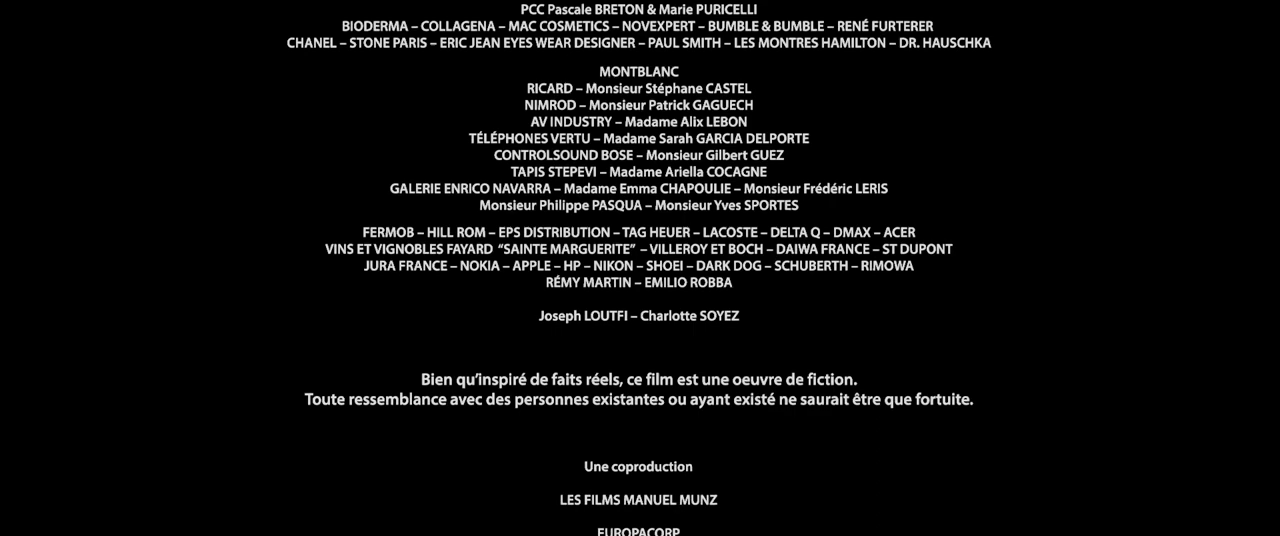 PCC Pascale BRETON & Marie PURICELLI
BIODERMA – COLLAGENA – MAC COSMETICS – NOVEXPERT – BUMBLE & BUMBLE – RENÉ FURTERER
CHANEL – STONE PARIS – ERIC JEAN EYES WEAR DESIGNER – PAUL SMITH – LES MONTRES HAMILTON – DR. HAUSCHKA
MONTBLANC
RICARD – Monsieur Stéphane CASTEL
NIMROD – Monsieur Patrick GAGUECH
AV INDUSTRY – Madame Alix LEBON
TÉLÉPHONES VERTU – Madame Sarah GARCIA DELPORTE
CONTROLSOUND BOSE – Monsieur Gilbert GUEZ
TAPIS STEPEVI – Madame Ariella COCAGNE
GALERIE ENRICO NAVARRA – Madame Emma CHAPOULIE – Monsieur Frédéric LERIS
Monsieur Philippe PASQUA – Monsieur Yves SPORTES
FERMOB – HILL ROM – EPS DISTRIBUTION – TAG HEUER – LACOSTE – DELTA Q – DMAX – ACER
VINS ET VIGNOBLES FAYARD “SAINTE MARGUERITE” – VILLEROY ET BOCH – DAIWA FRANCE – ST DUPONT
JURA FRANCE – NOKIA – APPLE – HP – NIKON – SHOEI – DARK DOG – SCHUBERTH – RIMOWA
RÉMY MARTIN – EMILIO ROBBA
Joseph LOUTFI – Charlotte SOYEZ
Bien qu’inspiré de faits réels, ce film est une oeuvre de fiction.
Toute ressemblance avec des personnes existantes ou ayant existé ne saurait être que fortuite.
Une coproduction
LES FILMS MANUEL MUNZ
EUROPACORP